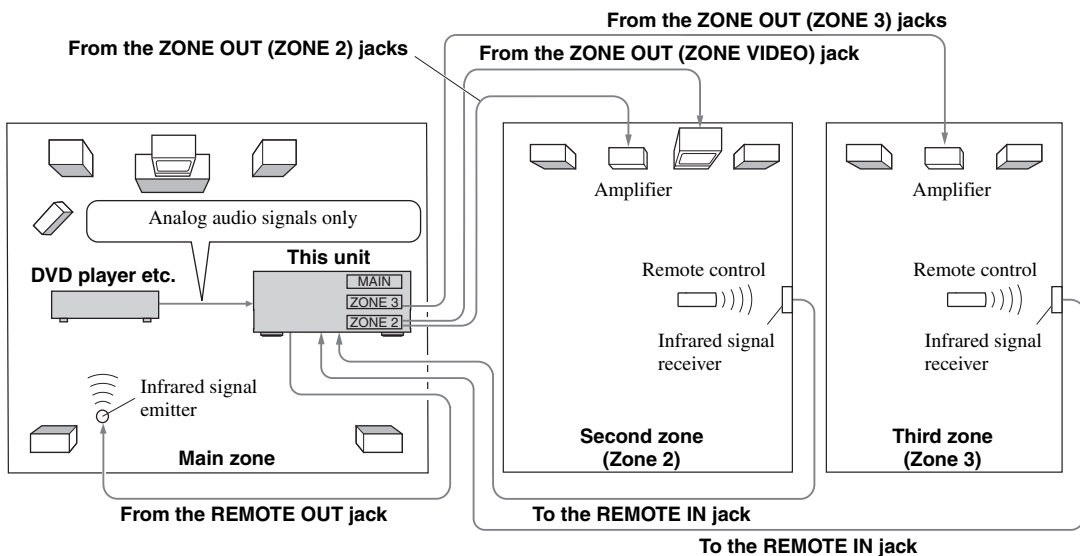 From the ZONE OUT (ZONE 3) jacks
From the ZONE OUT (ZONE 2) jacks
From the ZONE OUT (ZONE VIDEO) jack
Analog audio signals only
DVD player etc.
This unit
MAIN
ZONE 3
ZONE 2
Infrared signal
emitter
Main zone
From the REMOTE OUT jack
Amplifier
Remote control
Infrared signal
receiver
Second zone
(Zone 2)
To the REMOTE IN jack
Amplifier
Remote control
Infrared signal
receiver
Third zone
(Zone 3)
To the REMOTE IN jack